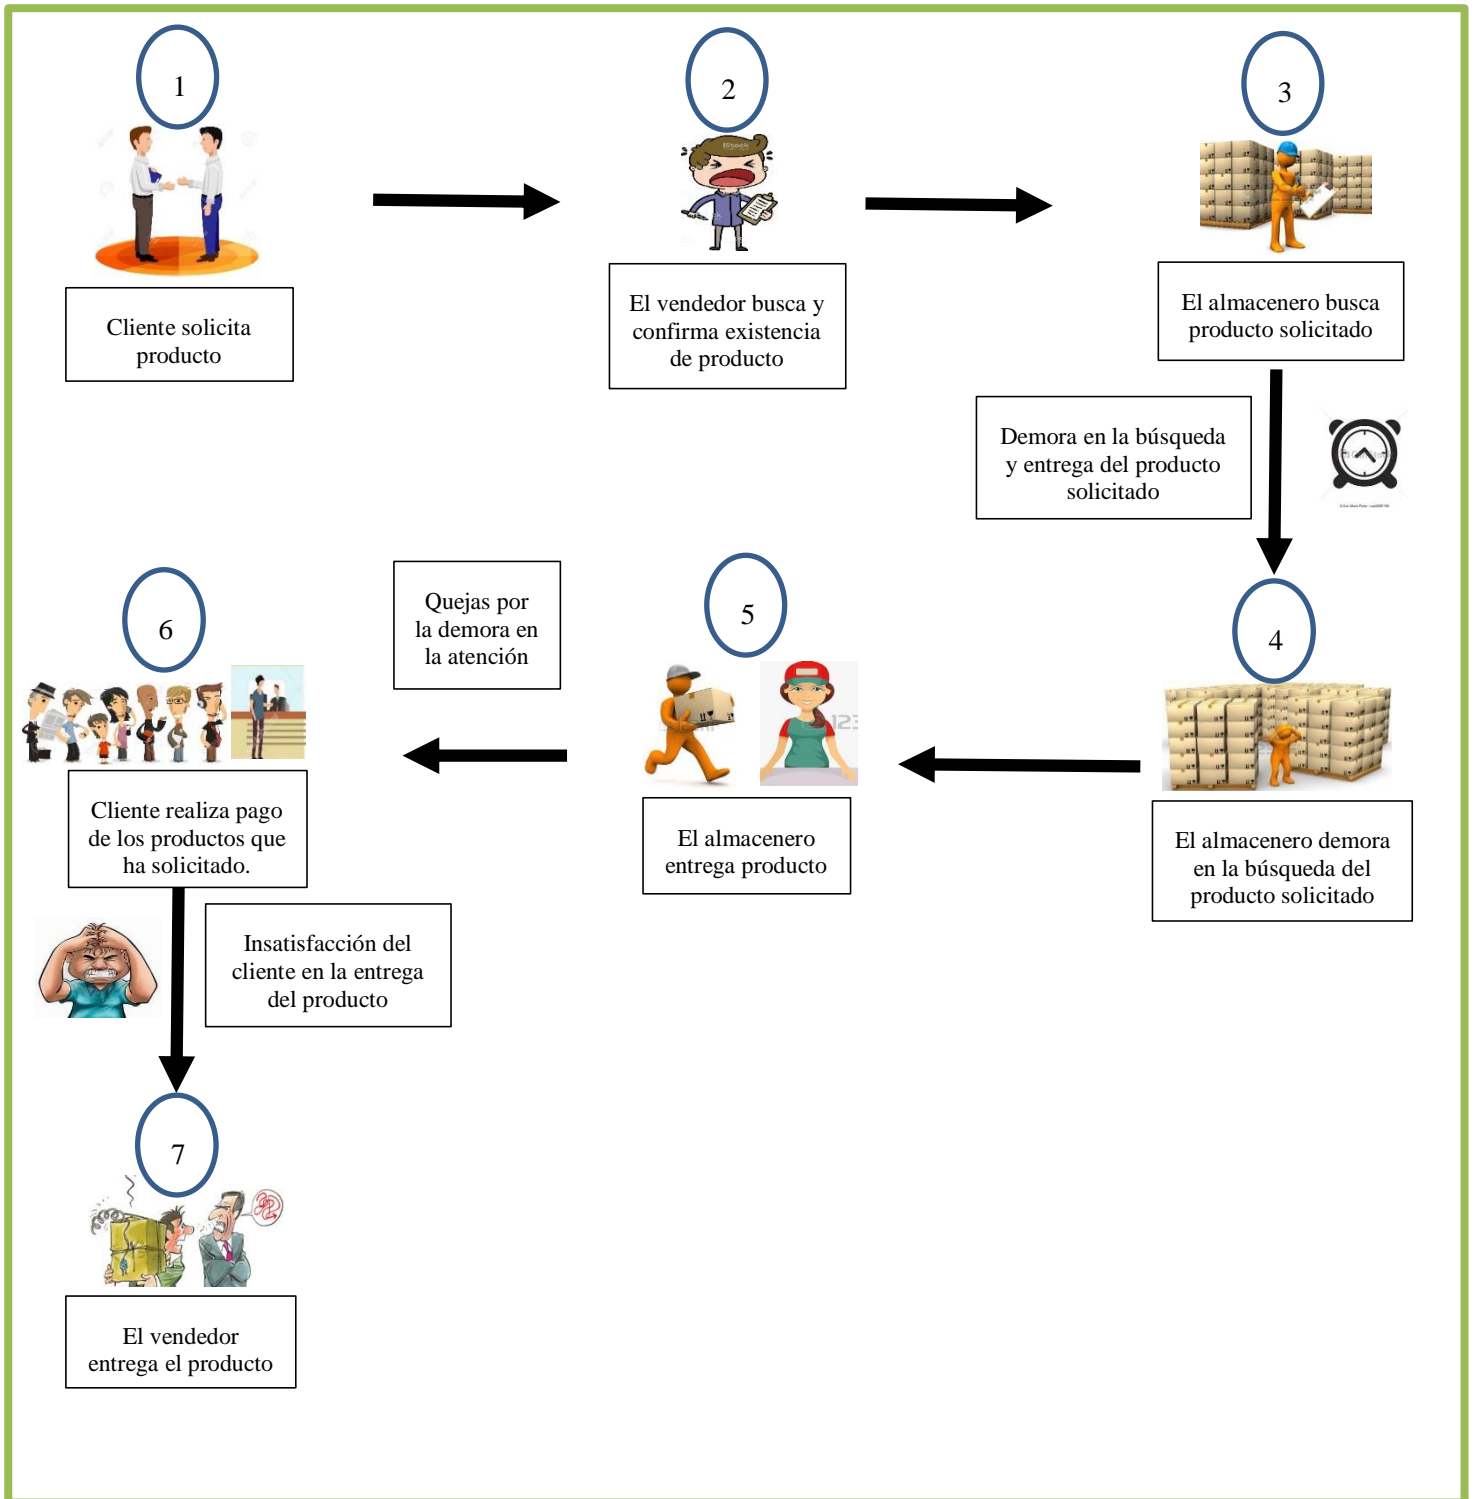 1
Cliente solicita
producto
2
El vendedor busca y
confirma existencia
de producto
3
El almacenero busca
producto solicitado
Demora en la búsqueda
y entrega del producto
solicitado
4
El almacenero demora
en la búsqueda del
producto solicitado
5
El almacenero
entrega producto
Quejas por
la demora en
la atención
6
Cliente realiza pago
de los productos que
ha solicitado.
Insatisfacción del
cliente en la entrega
del producto
7
El vendedor
entrega el producto
iStock
123